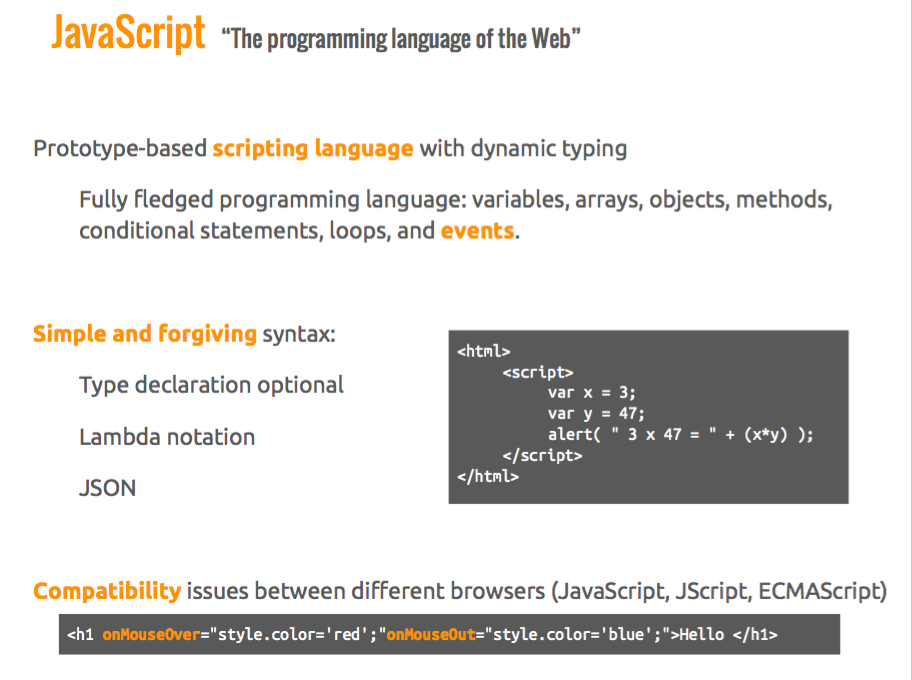 JavaScript “The programming language of the Web”
Prototype-based scripting language with dynamic typing
Fully fledged programming language: variables, arrays, objects, methods,
conditional statements, loops, and events.
Simple and forgiving syntax:
Type declaration optional
Lambda notation
JSON
<html>
<script>
var x = 3;
var y = 47;
alert( " 3 x 47 = " + (x*y) );
</script>
</html>
Compatibility issues between different browsers (JavaScript, JScript, ECMAScript)
<h1 onMouseOver="style.color='red';"onMouseOut="style.color='blue';">Hello </h1>